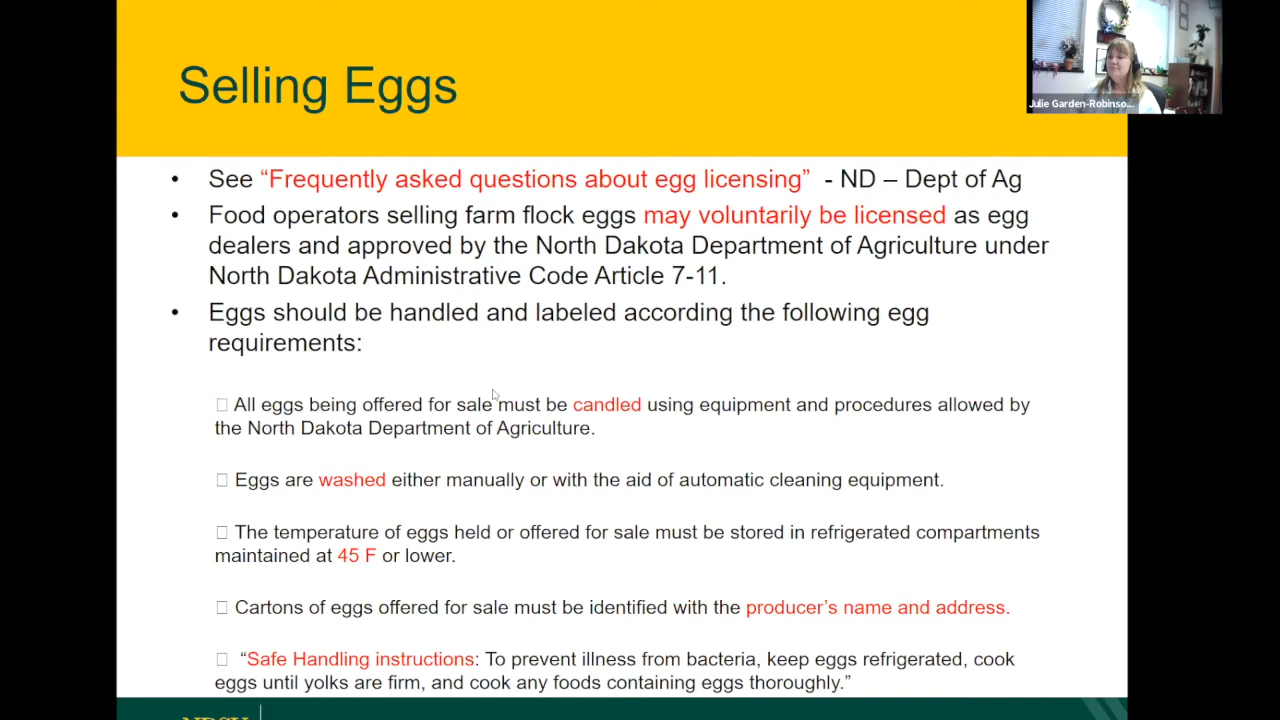 Selling Eggs
Julie Garden-Robinso...
• See “Frequently asked questions about egg licensing” - ND – Dept of Ag
• Food operators selling farm flock eggs may voluntarily be licensed as egg
dealers and approved by the North Dakota Department of Agriculture under
North Dakota Administrative Code Article 7-11.
• Eggs should be handled and labeled according the following egg
requirements:
All eggs being offered for sale must be candled using equipment and procedures allowed by
the North Dakota Department of Agriculture.
Eggs are washed either manually or with the aid of automatic cleaning equipment.
The temperature of eggs held or offered for sale must be stored in refrigerated compartments
maintained at 45 F or lower.
Cartons of eggs offered for sale must be identified with the producer’s name and address.
“Safe Handling instructions: To prevent illness from bacteria, keep eggs refrigerated, cook
eggs until yolks are firm, and cook any foods containing eggs thoroughly.”